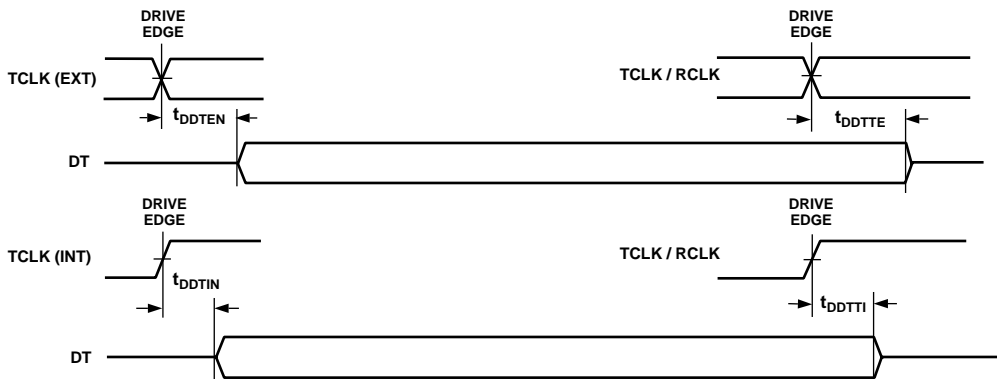 DRIVE
EDGE
DRIVE
EDGE
TCLK (EXT)
TCLK / RCLK
tDDTEN
tDDTTE
DT
DRIVE
EDGE
DRIVE
EDGE
TCLK (INT)
TCLK / RCLK
tDDTIN
tDDTTI
DT